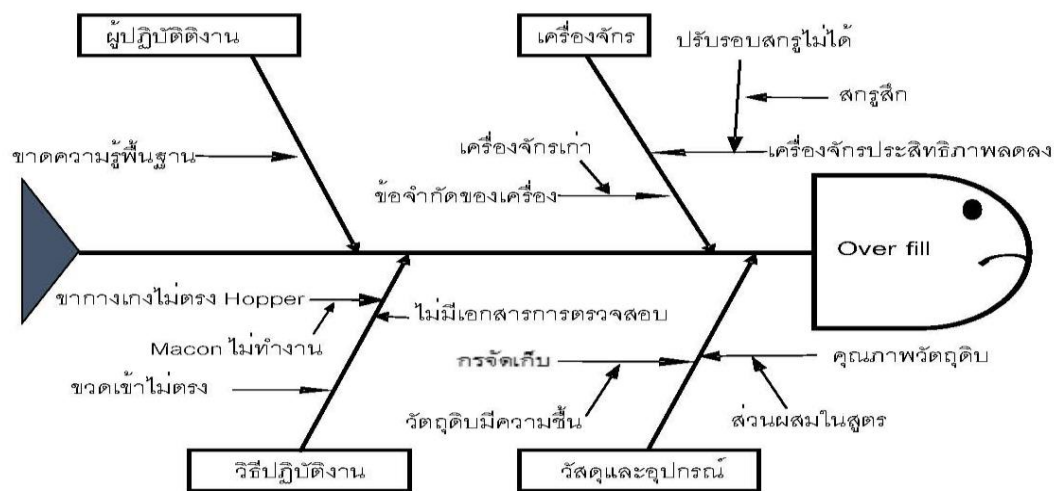 ผู้ปฏิบัติติงาน
เครื่องจักร
ปรับรอบสกรูไม่ได้
สกรูสึก
ขาดความรู้พื้นฐาน
เครื่องจักรเก่า
เครื่องจักรประสิทธิภาพลดลง
ข้อจำกัดของเครื่อง
Over fill
ขากางเกงไม่ตรง Hopper
ไม่มีเอกสารการตรวจสอบ
Macon ไม่ทำงาน
กรจัดเก็บ
คุณภาพวัตถุดิบ
ขวดเข้าไม่ตรง
วัตถุดิบมีความชื้น
ส่วนผสมในสูตร
วิธีปฏิบัติงาน
วัสดุและอุปกรณ์